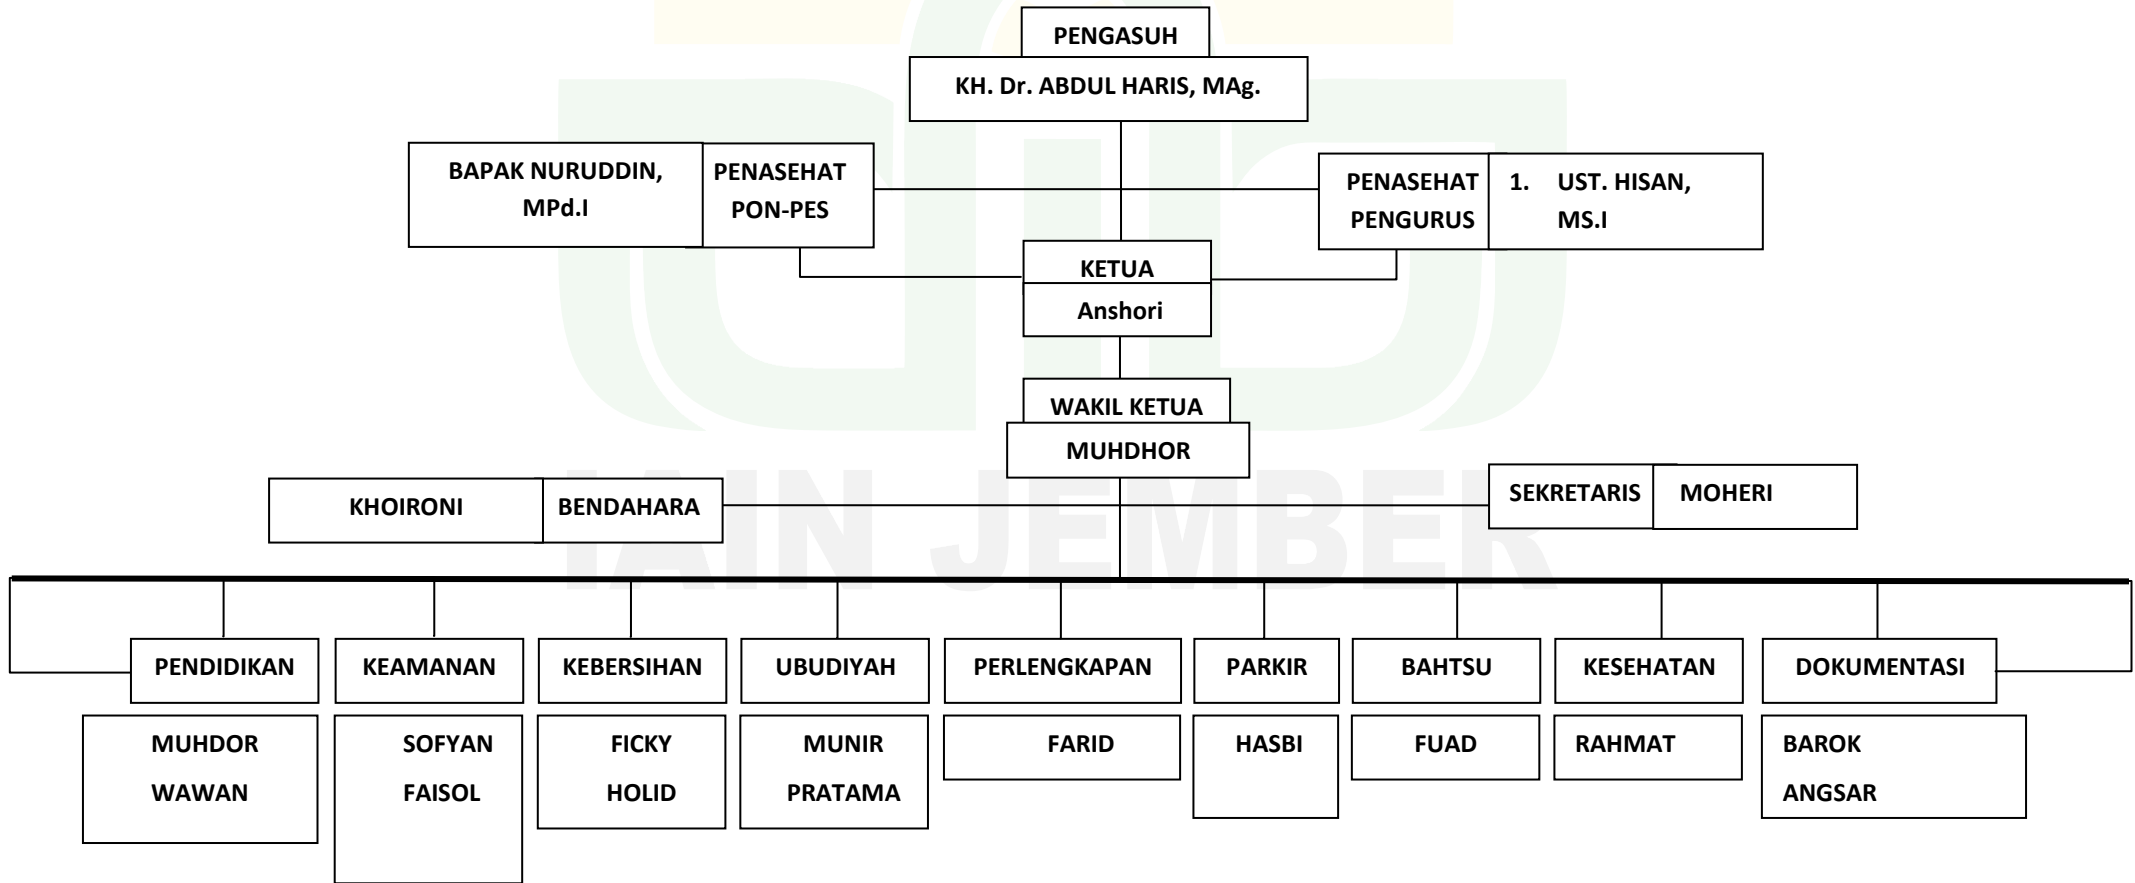 PENGASUH
KH. Dr. ABDUL HARIS, MAg.
BAPAK NURUDDIN,
MPd.I
PENASEHAT
PON-PES
PENASEHAT
PENGURUS
1. UST. HISAN,
MS.I
KETUA
Anshori
WAKIL KETUA
MUHDHOR
KHOIRONI
BENDAHARA
SEKRETARIS
MOHERI
IAIN JEMBER
PENDIDIKAN
KEAMANAN
KEBERSIHAN
UBUDIYAH
PERLENGKAPAN
PARKIR
BAHTSU
KESEHATAN
DOKUMENTASI
MUHDOR
WAWAN
SOFYAN
FAISOL
FICKY
HOLID
MUNIR
PRATAMA
FARID
HASBI
FUAD
RAHMAT
BAROK
ANGSAR